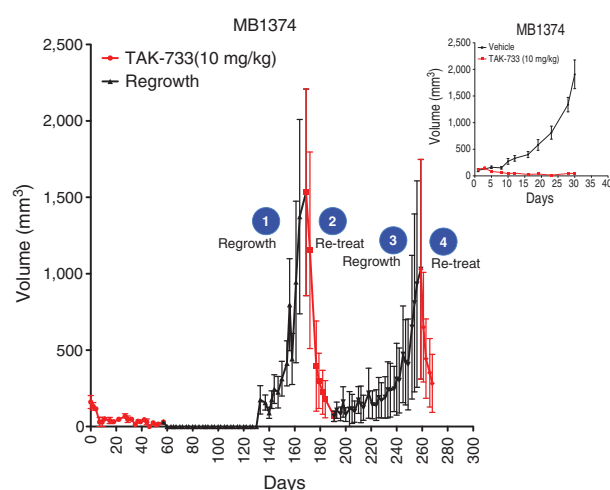 MB1374
TAK-733(10 mg/kg)
Regrowth
Volume (mm3)
2,500
2,000
1,500
1,000
500
0
1
Regrowth
2
Re-treat
3
Regrowth
4
Re-treat
0 20 40 60 80 100 120 140 160 180 200 220 240 260 280 300
Days
MB1374
Vehicle
TAK-733 (10 mg/kg)
Volume (mm3)
2,500
2,000
1,500
1,000
500
0
0 5 10 15 20 25 30 35 40
Days